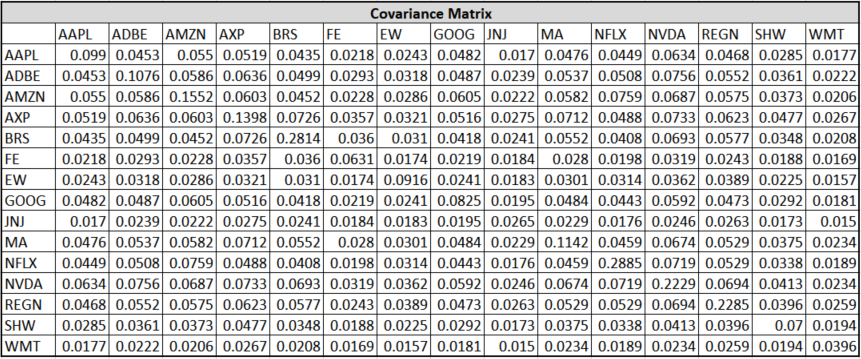 Covariance Matrix
AAPL ADBE AMZN AXP BRS FE EW GOOG JNJ MA NFLX NVDA REGN SHW WMT
AAPL 0.099 0.0453 0.055 0.0519 0.0435 0.0218 0.0243 0.0482 0.017 0.0476 0.0449 0.0634 0.0468 0.0285 0.0177
ADBE 0.0453 0.1076 0.0586 0.0636 0.0499 0.0293 0.0318 0.0487 0.0239 0.0537 0.0508 0.0756 0.0552 0.0361 0.0222
AMZN 0.055 0.0586 0.1552 0.0603 0.0452 0.0228 0.0286 0.0605 0.0222 0.0582 0.0759 0.0687 0.0575 0.0373 0.0206
AXP 0.0519 0.0636 0.0603 0.1398 0.0726 0.0357 0.0321 0.0516 0.0275 0.0712 0.0488 0.0733 0.0623 0.0477 0.0267
BRS 0.0435 0.0499 0.0452 0.0726 0.2814 0.036 0.031 0.0418 0.0241 0.0552 0.0408 0.0693 0.0577 0.0348 0.0208
FE 0.0218 0.0293 0.0228 0.0357 0.036 0.0631 0.0174 0.0219 0.0184 0.028 0.0198 0.0319 0.0243 0.0188 0.0169
EW 0.0243 0.0318 0.0286 0.0321 0.031 0.0174 0.0916 0.0241 0.0183 0.0301 0.0314 0.0362 0.0389 0.0225 0.0157
GOOG 0.0482 0.0487 0.0605 0.0516 0.0418 0.0219 0.0241 0.0825 0.0195 0.0484 0.0443 0.0592 0.0473 0.0292 0.0181
JNJ 0.017 0.0239 0.0222 0.0275 0.0241 0.0184 0.0183 0.0195 0.0265 0.0229 0.0176 0.0246 0.0263 0.0173 0.015
MA 0.0476 0.0537 0.0582 0.0712 0.0552 0.028 0.0301 0.0484 0.0229 0.1142 0.0459 0.0674 0.0529 0.0375 0.0234
NFLX 0.0449 0.0508 0.0759 0.0488 0.0408 0.0198 0.0314 0.0443 0.0176 0.0459 0.2885 0.0719 0.0529 0.0338 0.0189
NVDA 0.0634 0.0756 0.0687 0.0733 0.0693 0.0319 0.0362 0.0592 0.0246 0.0674 0.0719 0.2229 0.0694 0.0413 0.0234
REGN 0.0468 0.0552 0.0575 0.0623 0.0577 0.0243 0.0389 0.0473 0.0263 0.0529 0.0529 0.0694 0.2285 0.0396 0.0259
SHW 0.0285 0.0361 0.0373 0.0477 0.0348 0.0188 0.0225 0.0292 0.0173 0.0375 0.0338 0.0413 0.0396 0.07 0.0194
WMT 0.0177 0.0222 0.0206 0.0267 0.0208 0.0169 0.0157 0.0181 0.015 0.0234 0.0189 0.0234 0.0259 0.0194 0.0396